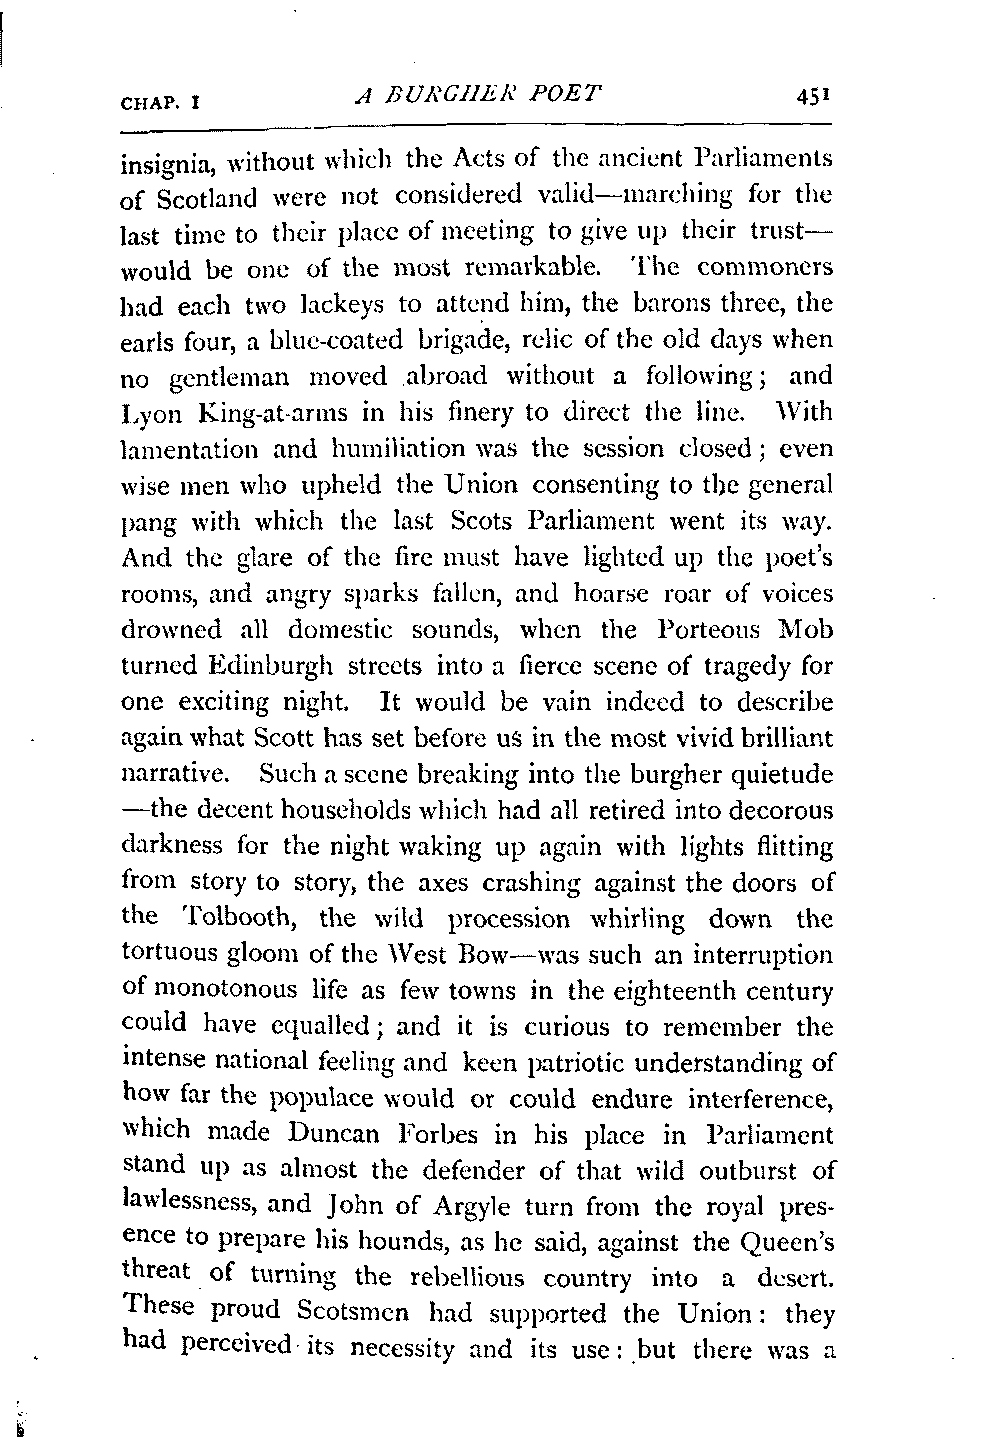 CHAP. I A BURGHER POET 451
insignia, without which the Acts of the ancient Parliaments
of Scotland were not considered valid—marching for the
last time to their place of meeting to give up their trust—
would be one of the most remarkable. The commoners
had each two lackeys to attend him, the barons three, the
earls four, a blue-coated brigade, relic of the old days when
no gentleman moved abroad without a following; and
Lyon King-at-arms in his finery to direct the line. With
lamentation and humiliation was the session closed; even
wise men who upheld the Union consenting to the general
pang with which the last Scots Parliament went its way.
And the glare of the fire must have lighted up the poet's
rooms, and angry sparks fallen, and hoarse roar of voices
drowned all domestic sounds, when the Porteous Mob
turned Edinburgh streets into a fierce scene of tragedy for
one exciting night. It would be vain indeed to describe
again what Scott has set before us in the most vivid brilliant
narrative. Such a scene breaking into the burgher quietude
—the decent households which had all retired into decorous
darkness for the night waking up again with lights flitting
from story to story, the axes crashing against the doors of
the Tolbooth, the wild procession whirling down the
tortuous gloom of the West Bow—was such an interruption
of monotonous life as few towns in the eighteenth century
could have equalled; and it is curious to remember the
intense national feeling and keen patriotic understanding of
how far the populace would or could endure interference,
which made Duncan Forbes in his place in Parliament
stand up as almost the defender of that wild outburst of
lawlessness, and John of Argyle turn from the royal pres-
ence to prepare his hounds, as he said, against the Queen's
threat of turning the rebellious country into a desert.
These proud Scotsmen had supported the Union: they
had perceived its necessity and its use: but there was a